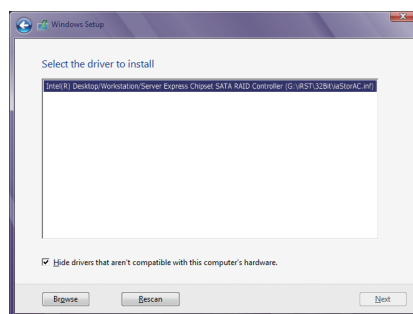 Windows Setup
Select the driver to install
Intel(R) Desktop/Workstation/Server Express Chipset SATA RAID Controller (G:\iRST\32Bit\iaStorAC.inf)
Hide drivers that aren't compatible with this computer's hardware.
Browse
Rescan
Next